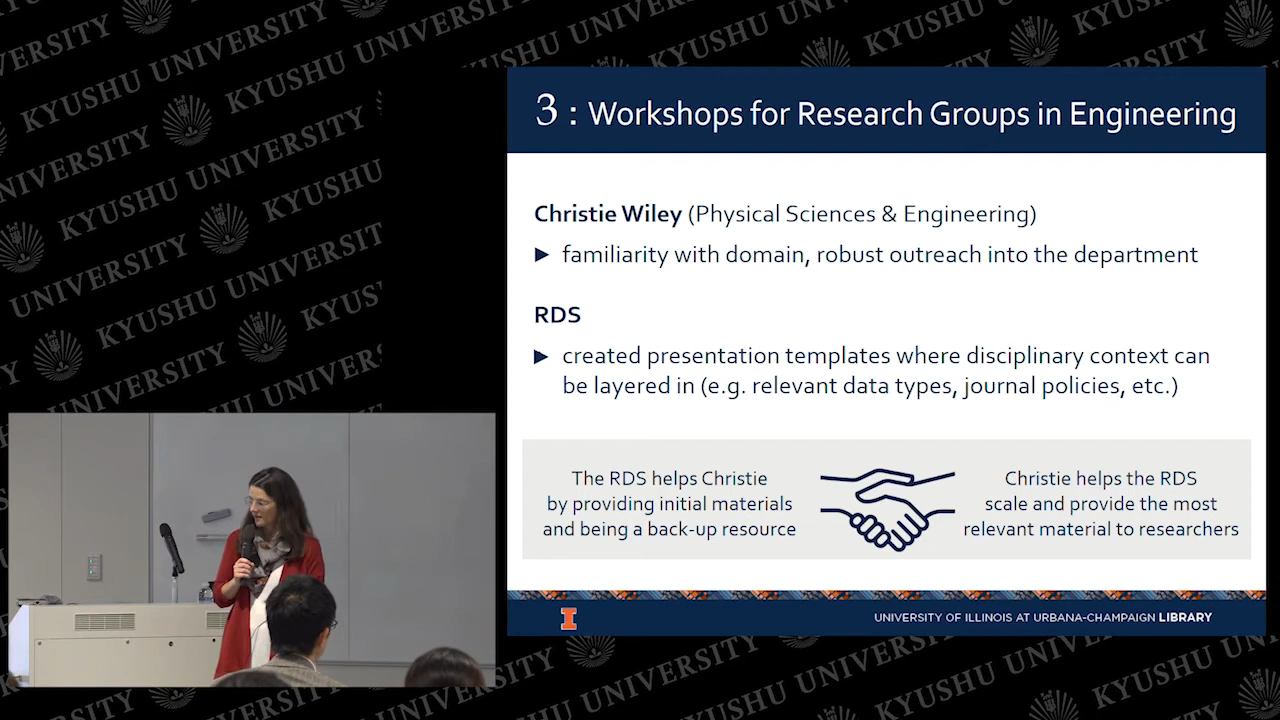 3 : Workshops for Research Groups in Engineering
Christie Wiley (Physical Sciences & Engineering)
► familiarity with domain, robust outreach into the department
RDS
► created presentation templates where disciplinary context can
be layered in (e.g. relevant data types, journal policies, etc.)
The RDS helps Christie
by providing initial materials
and being a back-up resource
Christie helps the RDS
scale and provide the most
relevant material to researchers
I
UNIVERSITY OF ILLINOIS AT URBANA-CHAMPAIGN LIBRARY
KYUSHU UNIVERSITY